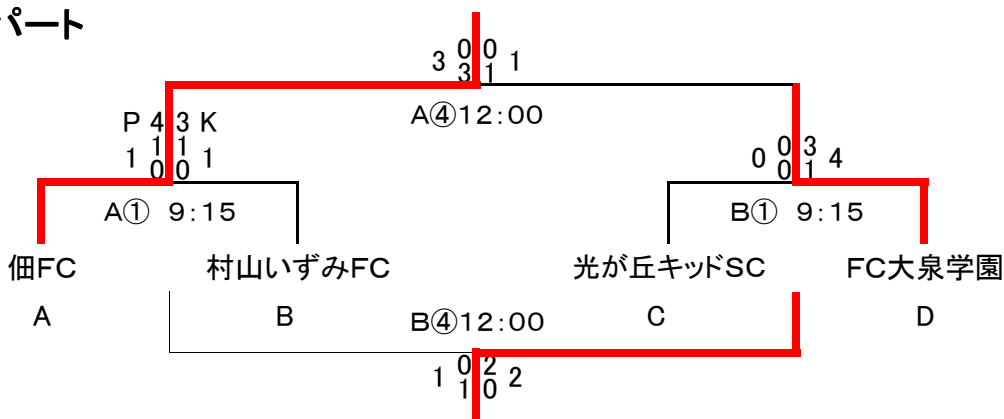 パート
3 0 0 1
3 1
A④12:00
P 4 3 K
1 1 1 1
0 0
0 0 3 4
0 1
A① 9:15
B① 9:15
佃FC
村山いずみFC
光が丘キッドSC
FC大泉学園
A
B
B④12:00
C
D
1 0 2 2
1 0